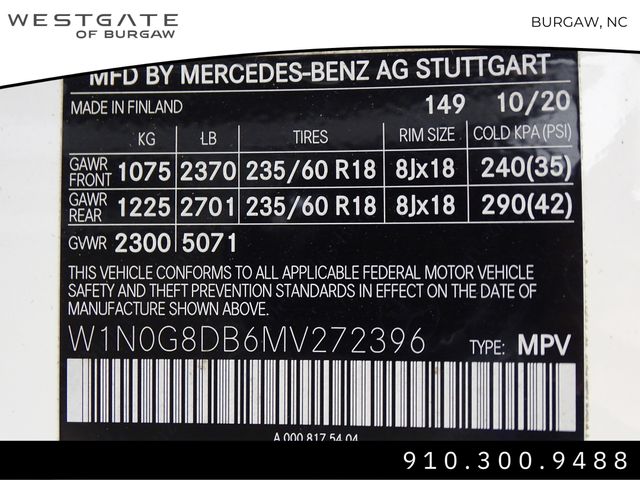 WESTGATE
OF BURGAW
BURGAW, NC
MFD BY MERCEDES-BENZ AG STUTTGART
MADE IN FINLAND 149 10/20
KG LB TIRES RIM SIZE COLD KPA(PSI)
GAWR FRONT 1075 2370 235/60 R18 8Jx18 240(35)
GAWR REAR 1225 2701 235/60 R18 8Jx18 290(42)
GVWR 2300 5071
THIS VEHICLE CONFORMS TO ALL APPLICABLE FEDERAL MOTOR VEHICLE
SAFETY AND THEFT PREVENTION STANDARDS IN EFFECT ON THE DATE OF
MANUFACTURE SHOWN ABOVE.
W1N0G8DB6MV272396 TYPE: MPV
A 000 817 54 04
910.300.9488